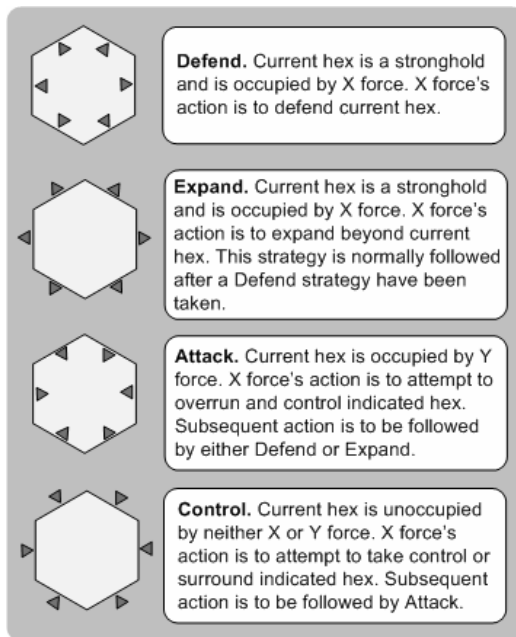 Defend. Current hex is a stronghold
and is occupied by X force. X force's
action is to defend current hex.
Expand. Current hex is a stronghold
and is occupied by X force. X force's
action is to expand beyond current
hex. This strategy is normally followed
after a Defend strategy have been
taken.
Attack. Current hex is occupied by Y
force. X force's action is to attempt to
overrun and control indicated hex.
Subsequent action is to be followed
by either Defend or Expand.
Control. Current hex is unoccupied
by neither X or Y force. X force's
action is to attempt to take control or
surround indicated hex. Subsequent
action is to be followed by Attack.